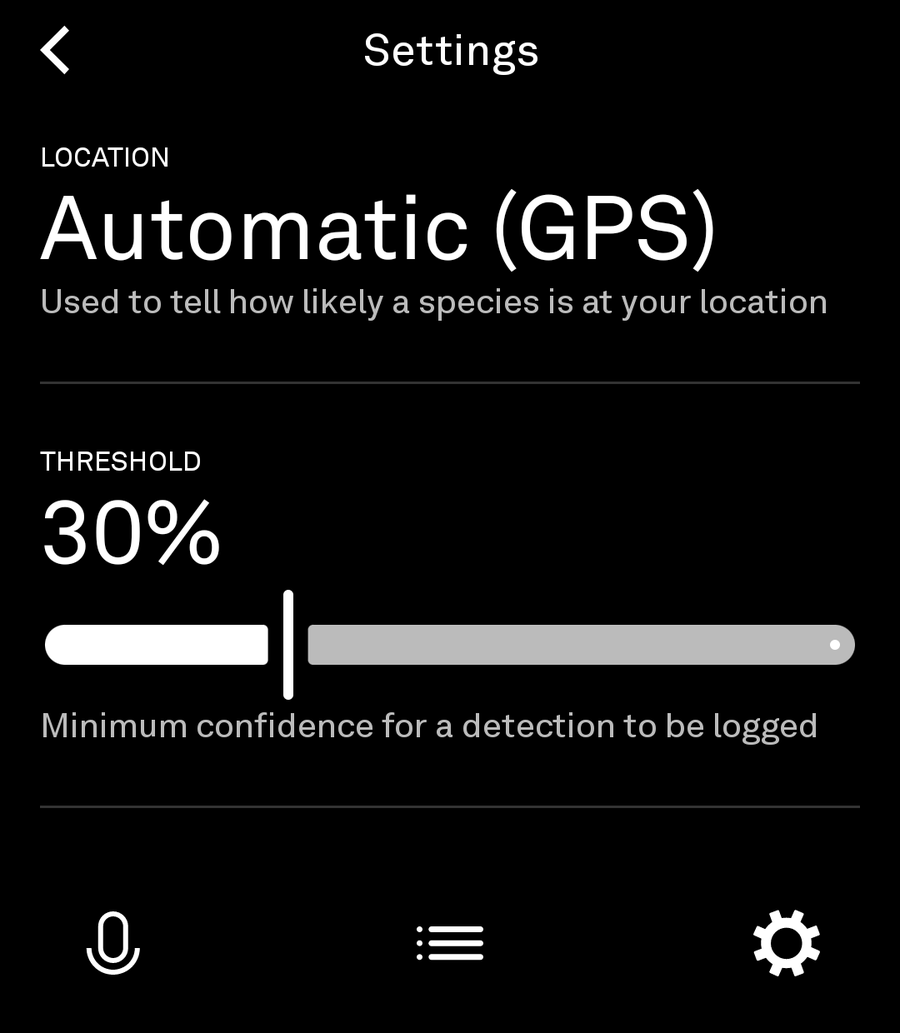 Settings
LOCATION
Automatic (GPS)
Used to tell how likely a species is at your location
THRESHOLD
30%
Minimum confidence for a detection to be logged